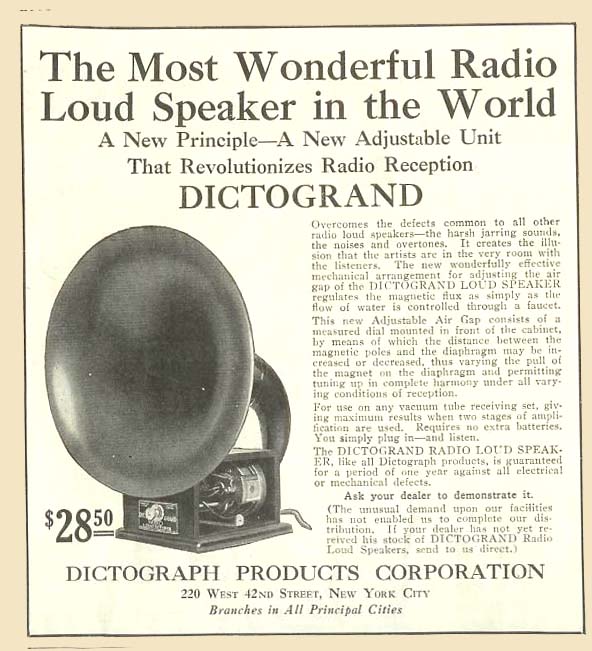 The Most Wonderful Radio
Loud Speaker in the World
A New Principle—A New Adjustable Unit
That Revolutionizes Radio Reception
DICTOGRAND
Overcomes the defects common to all other
radio loud speakers—the harsh jarring sounds,
the noises and overtones. It creates the illu-
sion that the artists are in the very room with
the listeners. The new wonderfully effective
mechanical arrangement for adjusting the air
gap of the DICTOGRAND LOUD SPEAKER
regulates the magnetic flux as simply as the
flow of water is controlled through a faucet.
This new Adjustable Air Gap consists of a
measured dial mounted in front of the cabinet,
by means of which the distance between the
magnetic poles and the diaphragm may be in-
creased or decreased, thus varying the pull of
the magnet on the diaphragm and permitting
tuning up in complete harmony under all vary-
ing conditions of reception.
For use on any vacuum tube receiving set, giv-
ing maximum results when two stages of ampli-
fication are used. Requires no extra batteries.
You simply plug in—and listen.
The DICTOGRAND RADIO LOUD SPEAK-
ER, like all Dictograph products, is guaranteed
for a period of one year against all electrical
or mechanical defects.
Ask your dealer to demonstrate it.
(The unusual demand upon our facilities
has not enabled us to complete our dis-
tribution. If your dealer has not yet re-
ceived his stock of DICTOGRAND Radio
Loud Speakers, send to us direct.)
$28.50
DICTOGRAPH PRODUCTS CORPORATION
220 WEST 42ND STREET, NEW YORK CITY
Branches in All Principal Cities